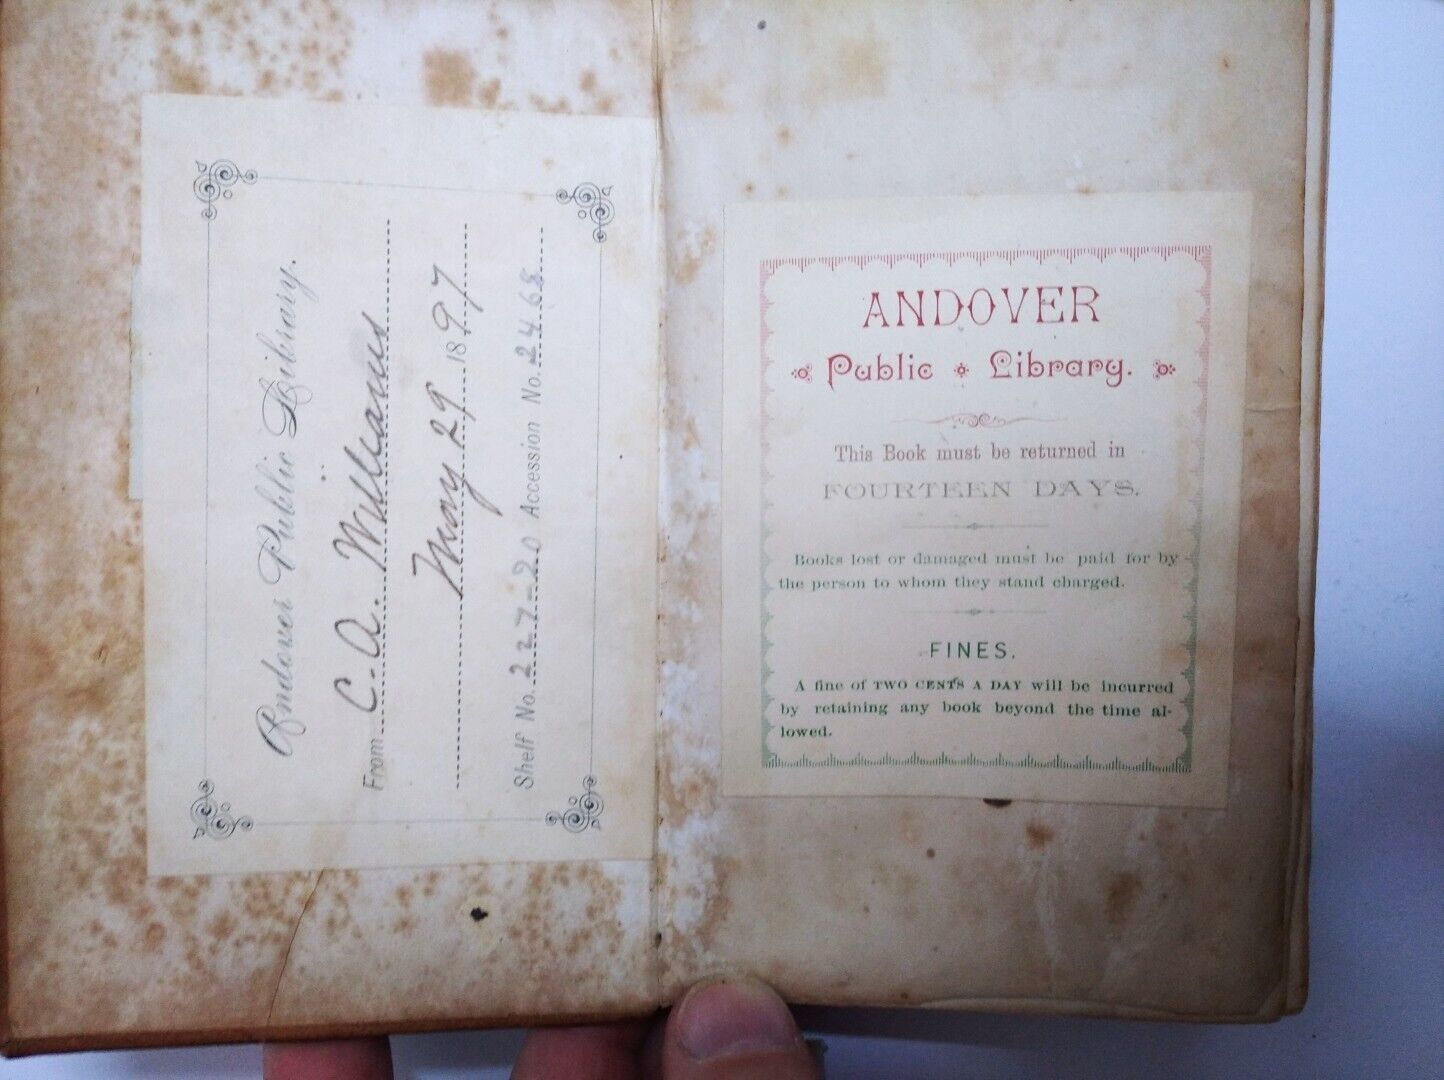 Andover Public Library.
From C. A. Williams
May 29 1897
Shelf No. 227-20 Accession No. 2468
ANDOVER
Public Library.
This Book must be returned in
FOURTEEN DAYS.
Books lost or damaged must be paid for by
the person to whom they stand charged.
FINES.
A fine of TWO CENTS A DAY will be incurred
by retaining any book beyond the time al-
lowed.